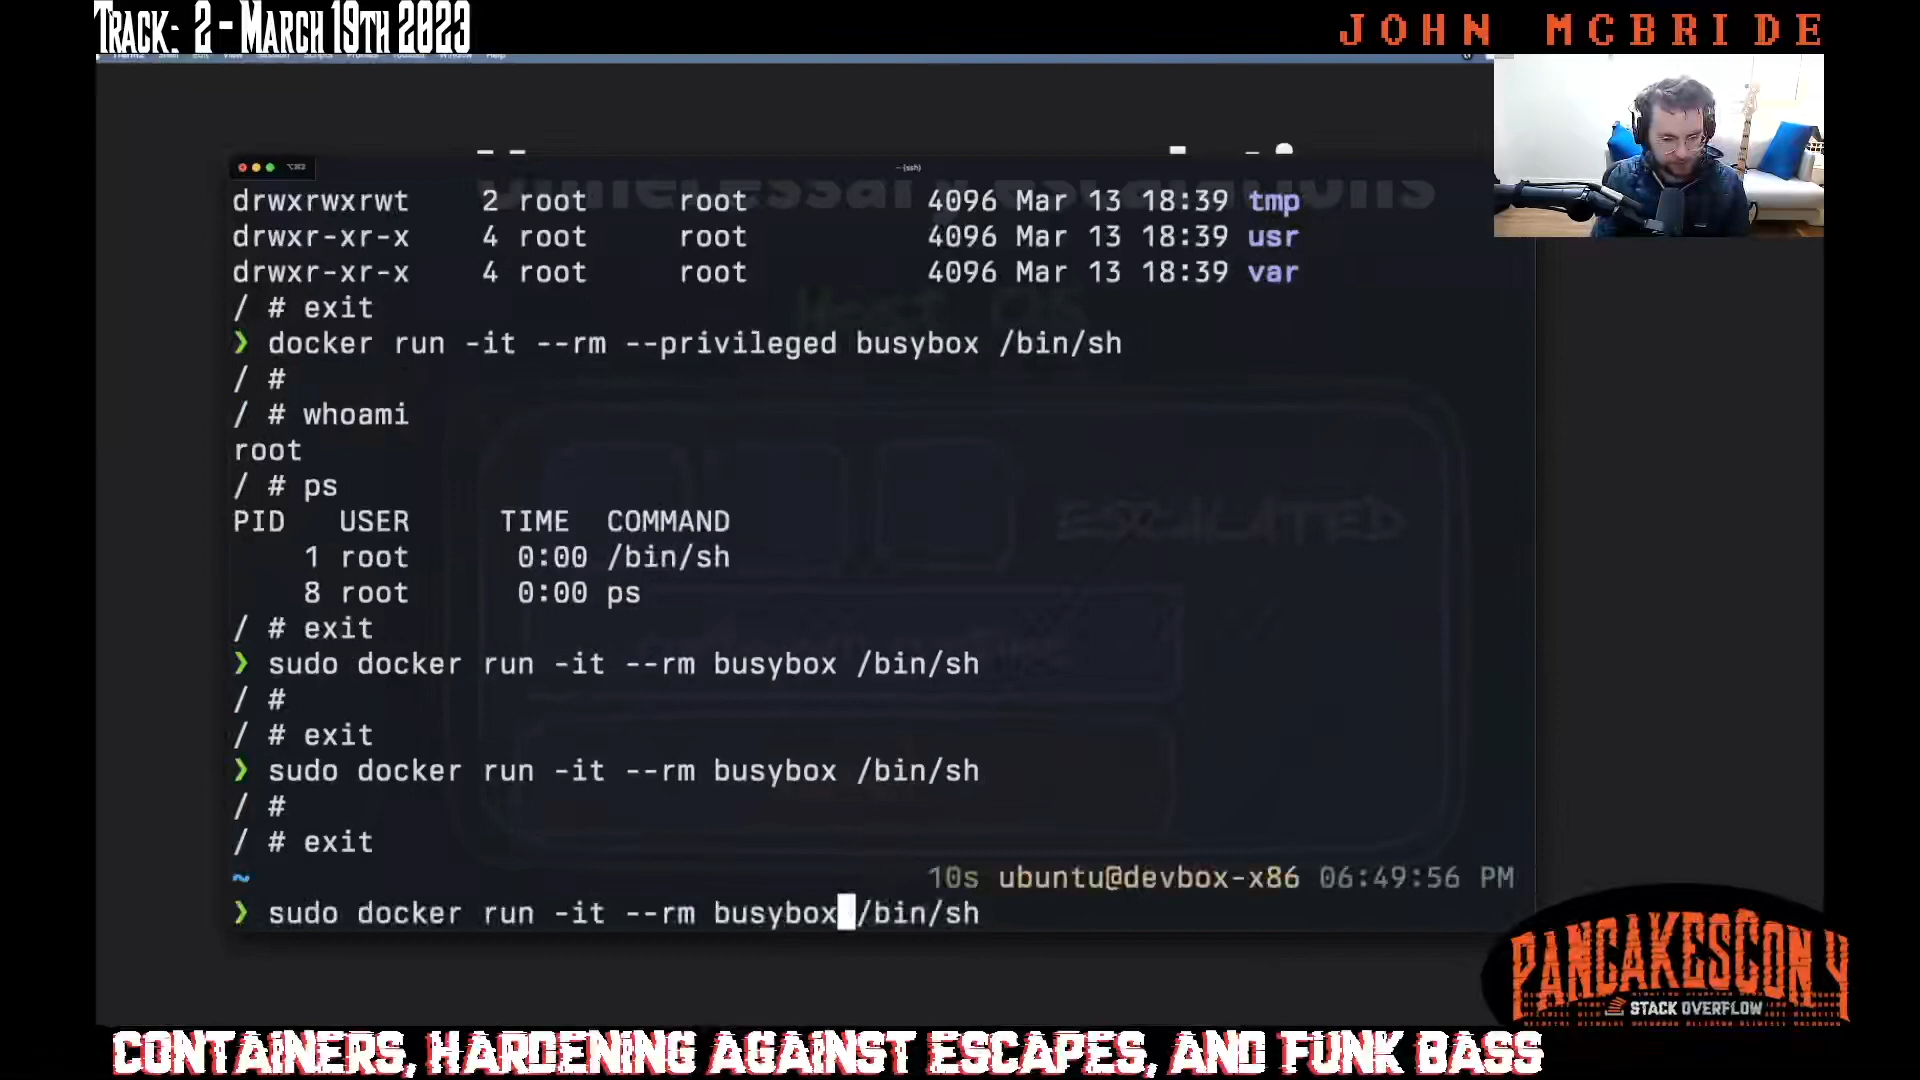 TRACK: 2 - MARCH 19TH 2023
JOHN MCBRIDE
drwxrwxrwt 2 root root 4096 Mar 13 18:39 tmp
drwxr-xr-x 4 root root 4096 Mar 13 18:39 usr
drwxr-xr-x 4 root root 4096 Mar 13 18:39 var
/ # exit
❯ docker run -it --rm --privileged busybox /bin/sh
/ #
/ # whoami
root
/ # ps
PID USER TIME COMMAND
1 root 0:00 /bin/sh
8 root 0:00 ps
/ # exit
❯ sudo docker run -it --rm busybox /bin/sh
/ #
/ # exit
❯ sudo docker run -it --rm busybox /bin/sh
/ #
/ # exit
~ 10s ubuntu@devbox-x86 06:49:56 PM
❯ sudo docker run -it --rm busybox /bin/sh
ESCALATED
PANCAKESCON 4
STACK OVERFLOW
CONTAINERS, HARDENING AGAINST ESCAPES, AND FUNK BASS